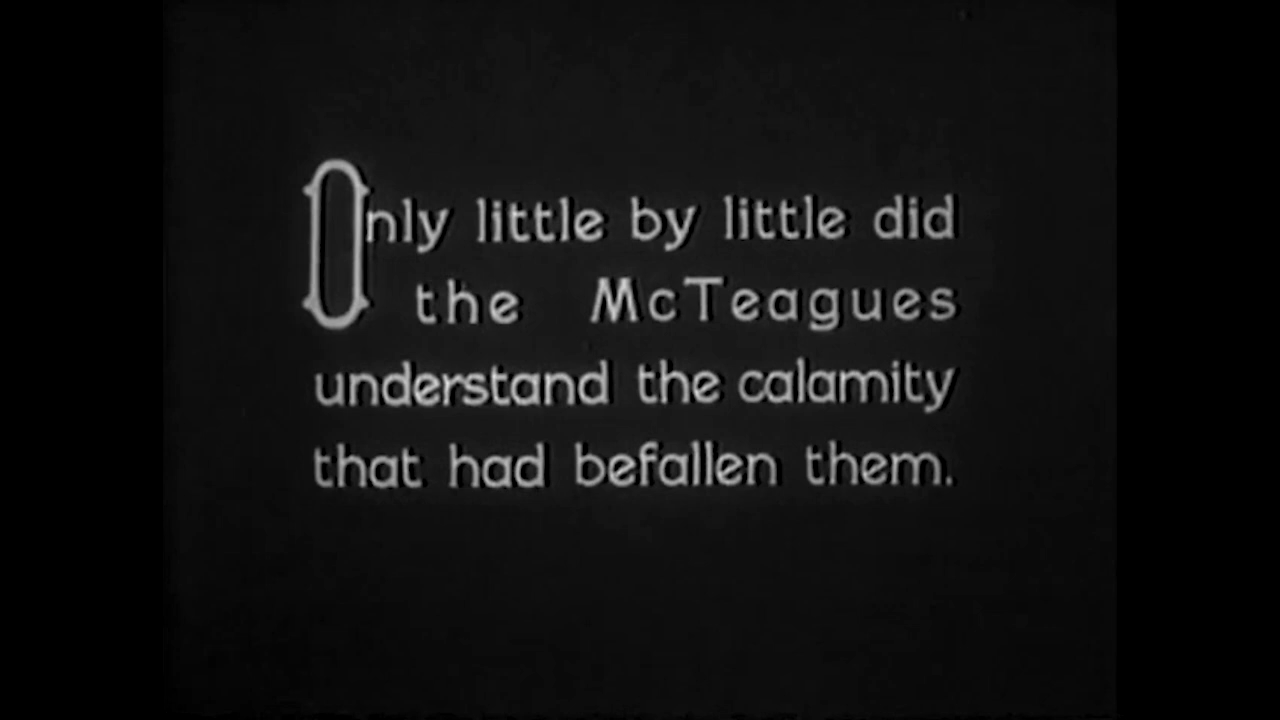 Only little by little did
the McTeagues
understand the calamity
that had befallen them.